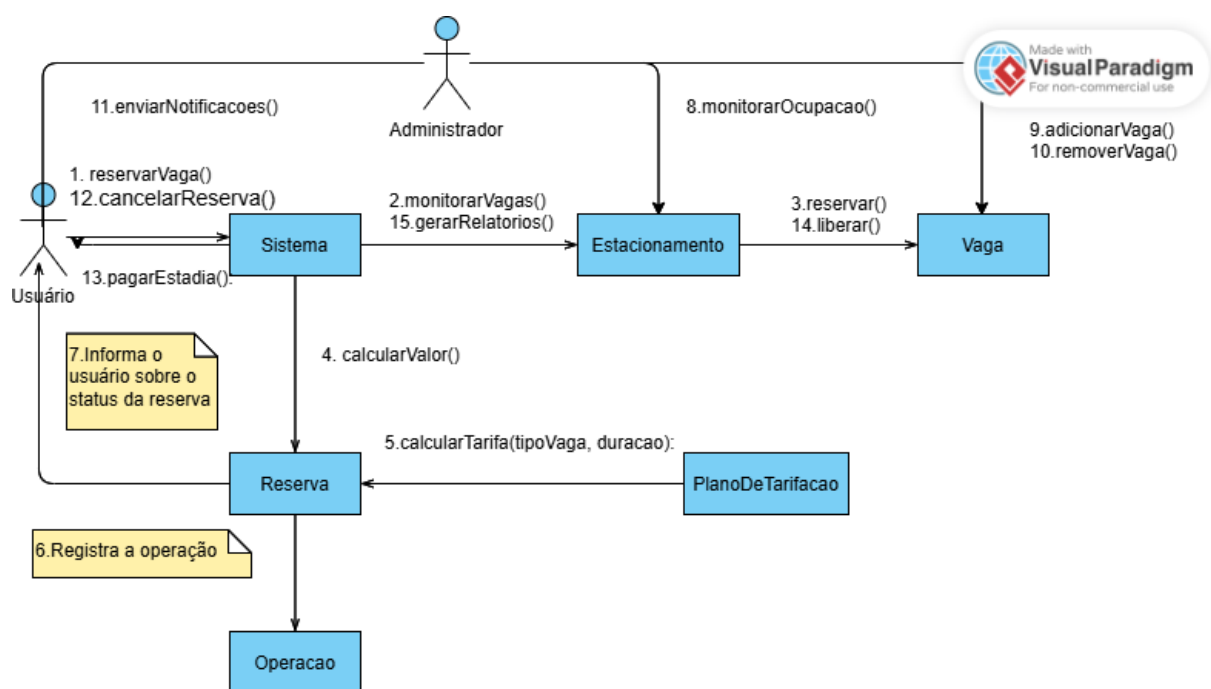 Made with
VisualParadigm
For non-commercial use
11.enviarNotificacoes()
8.monitorarOcupacao()
Administrador
9.adicionarVaga()
10.removerVaga()
1. reservarVaga()
12.cancelarReserva()
2.monitorarVagas()
15.gerarRelatorios()
3.reservar()
14.liberar()
Sistema
Estacionamento
Vaga
13.pagarEstadia():
Usuário
7.Informa o
usuário sobre o
status da reserva
4. calcularValor()
5.calcularTarifa(tipoVaga, duracao):
Reserva
PlanoDeTarifacao
6.Registra a operação
Operacao